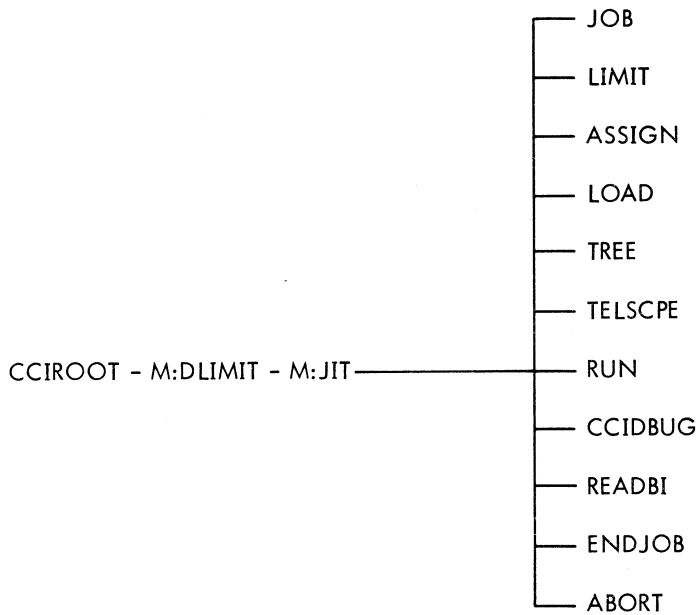 JOB
LIMIT
ASSIGN
LOAD
TREE
TELSCPE
CCIROOT - M:DLIMIT - M:JIT
RUN
CCIDBUG
READBI
ENDJOB
ABORT